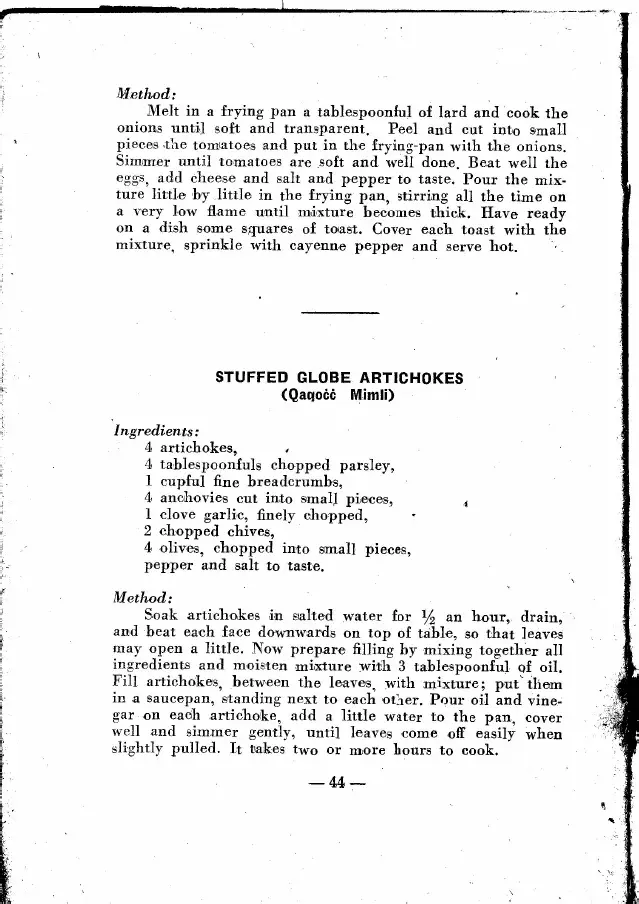 Method:
Melt in a frying pan a tablespoonful of lard and cook the
onions until soft and transparent. Peel and cut into small
pieces the tomatoes and put in the frying-pan with the onions.
Simmer until tomatoes are soft and well done. Beat well the
eggs, add cheese and salt and pepper to taste. Pour the mix-
ture little by little in the frying pan, stirring all the time on
a very low flame until mixture becomes thick. Have ready
on a dish some squares of toast. Cover each toast with the
mixture, sprinkle with cayenne pepper and serve hot.
STUFFED GLOBE ARTICHOKES
(Qaqoċċ Mimli)
Ingredients:
4 artichokes,
4 tablespoonfuls chopped parsley,
1 cupful fine breadcrumbs,
4 anchovies cut into small pieces,
1 clove garlic, finely chopped,
2 chopped chives,
4 olives, chopped into small pieces,
pepper and salt to taste.
Method:
Soak artichokes in salted water for ½ an hour, drain,
and beat each face downwards on top of table, so that leaves
may open a little. Now prepare filling by mixing together all
ingredients and moisten mixture with 3 tablespoonful of oil.
Fill artichokes, between the leaves, with mixture; put them
in a saucepan, standing next to each other. Pour oil and vine-
gar on each artichoke, add a little water to the pan, cover
well and simmer gently, until leaves come off easily when
slightly pulled. It takes two or more hours to cook.
— 44 —